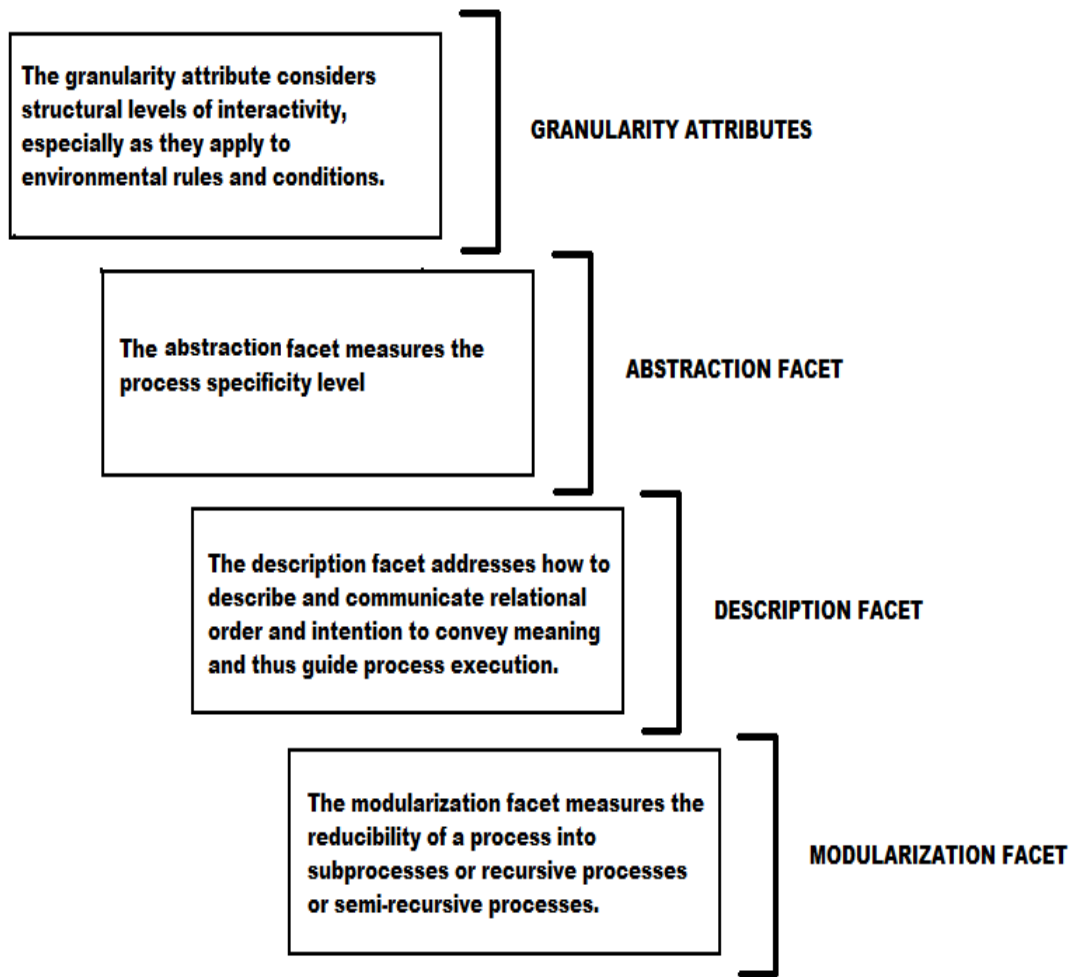 The granularity attribute considers
structural levels of interactivity,
especially as they apply to
environmental rules and conditions.
GRANULARITY ATTRIBUTES
The abstraction facet measures the
process specificity level
ABSTRACTION FACET
The description facet addresses how to
describe and communicate relational
order and intention to convey meaning
and thus guide process execution.
DESCRIPTION FACET
The modularization facet measures the
reducibility of a process into
subprocesses or recursive processes
or semi-recursive processes.
MODULARIZATION FACET